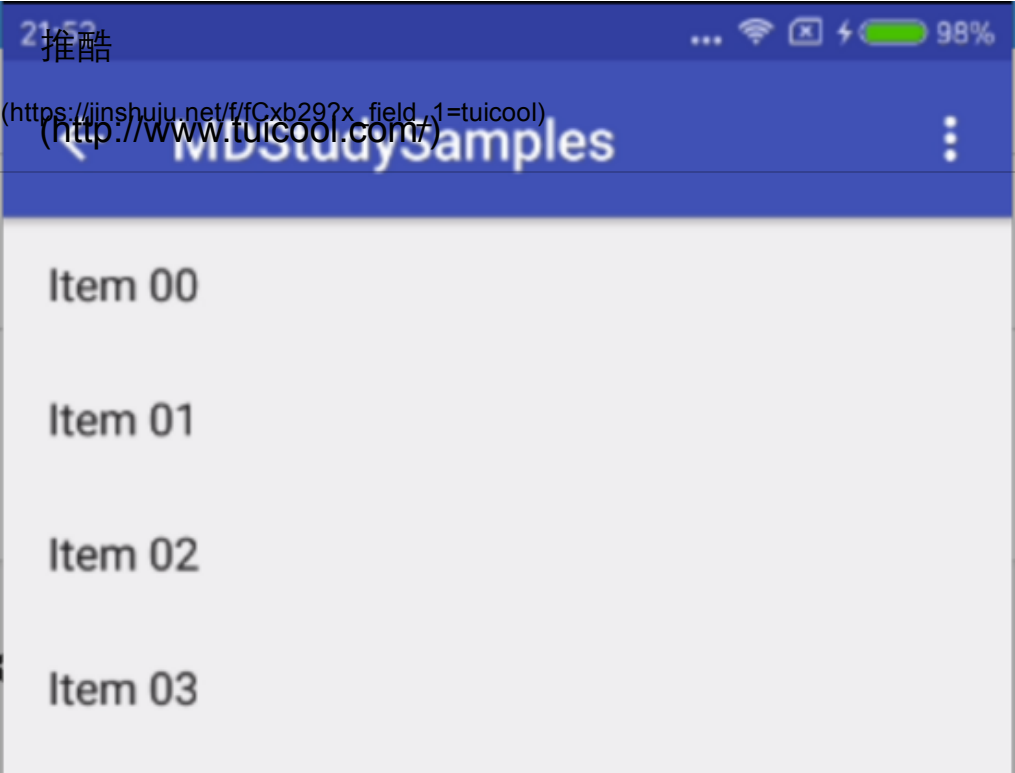 21:52 98%
推酷
(https://jinshuju.net/f/fCxb29?x_field_1=tuicool)
(http://www.tuicool.com/)
MDStudySamples
Item 00
Item 01
Item 02
Item 03